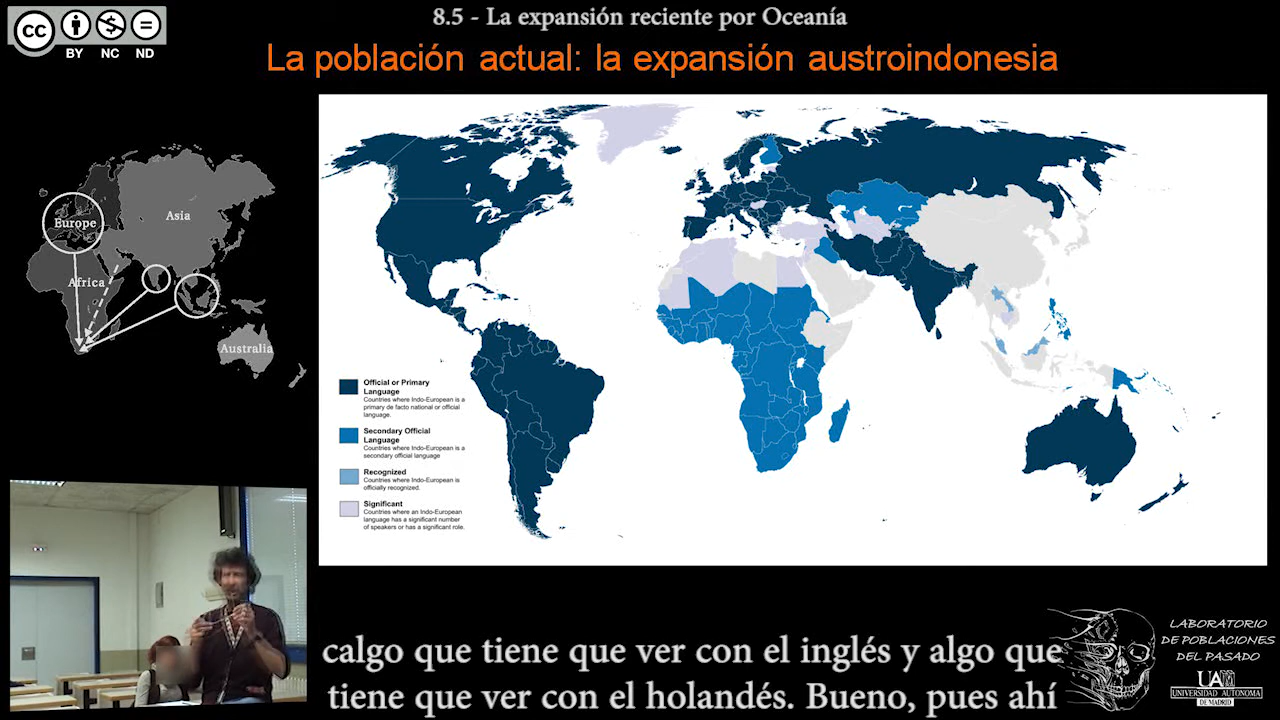 8.5 - La expansión reciente por Oceanía
La población actual: la expansión austroindonesia
cc
BY NC ND
Europe
Asia
Africa
Australia
Official or Primary
Language
Countries where Indo-European is a
primary de facto national or official
language.
Secondary Official
Language
Countries where Indo-European is a
secondary official language
Recognized
Countries where Indo-European is
officially recognized.
Significant
Countries where an Indo-European
language has a significant number
of speakers or has a significant role.
calgo que tiene que ver con el inglés y algo que
tiene que ver con el holandés. Bueno, pues ahí
LABORATORIO
DE POBLACIONES
DEL PASADO
UAM
UNIVERSIDAD AUTONOMA
DE MADRID